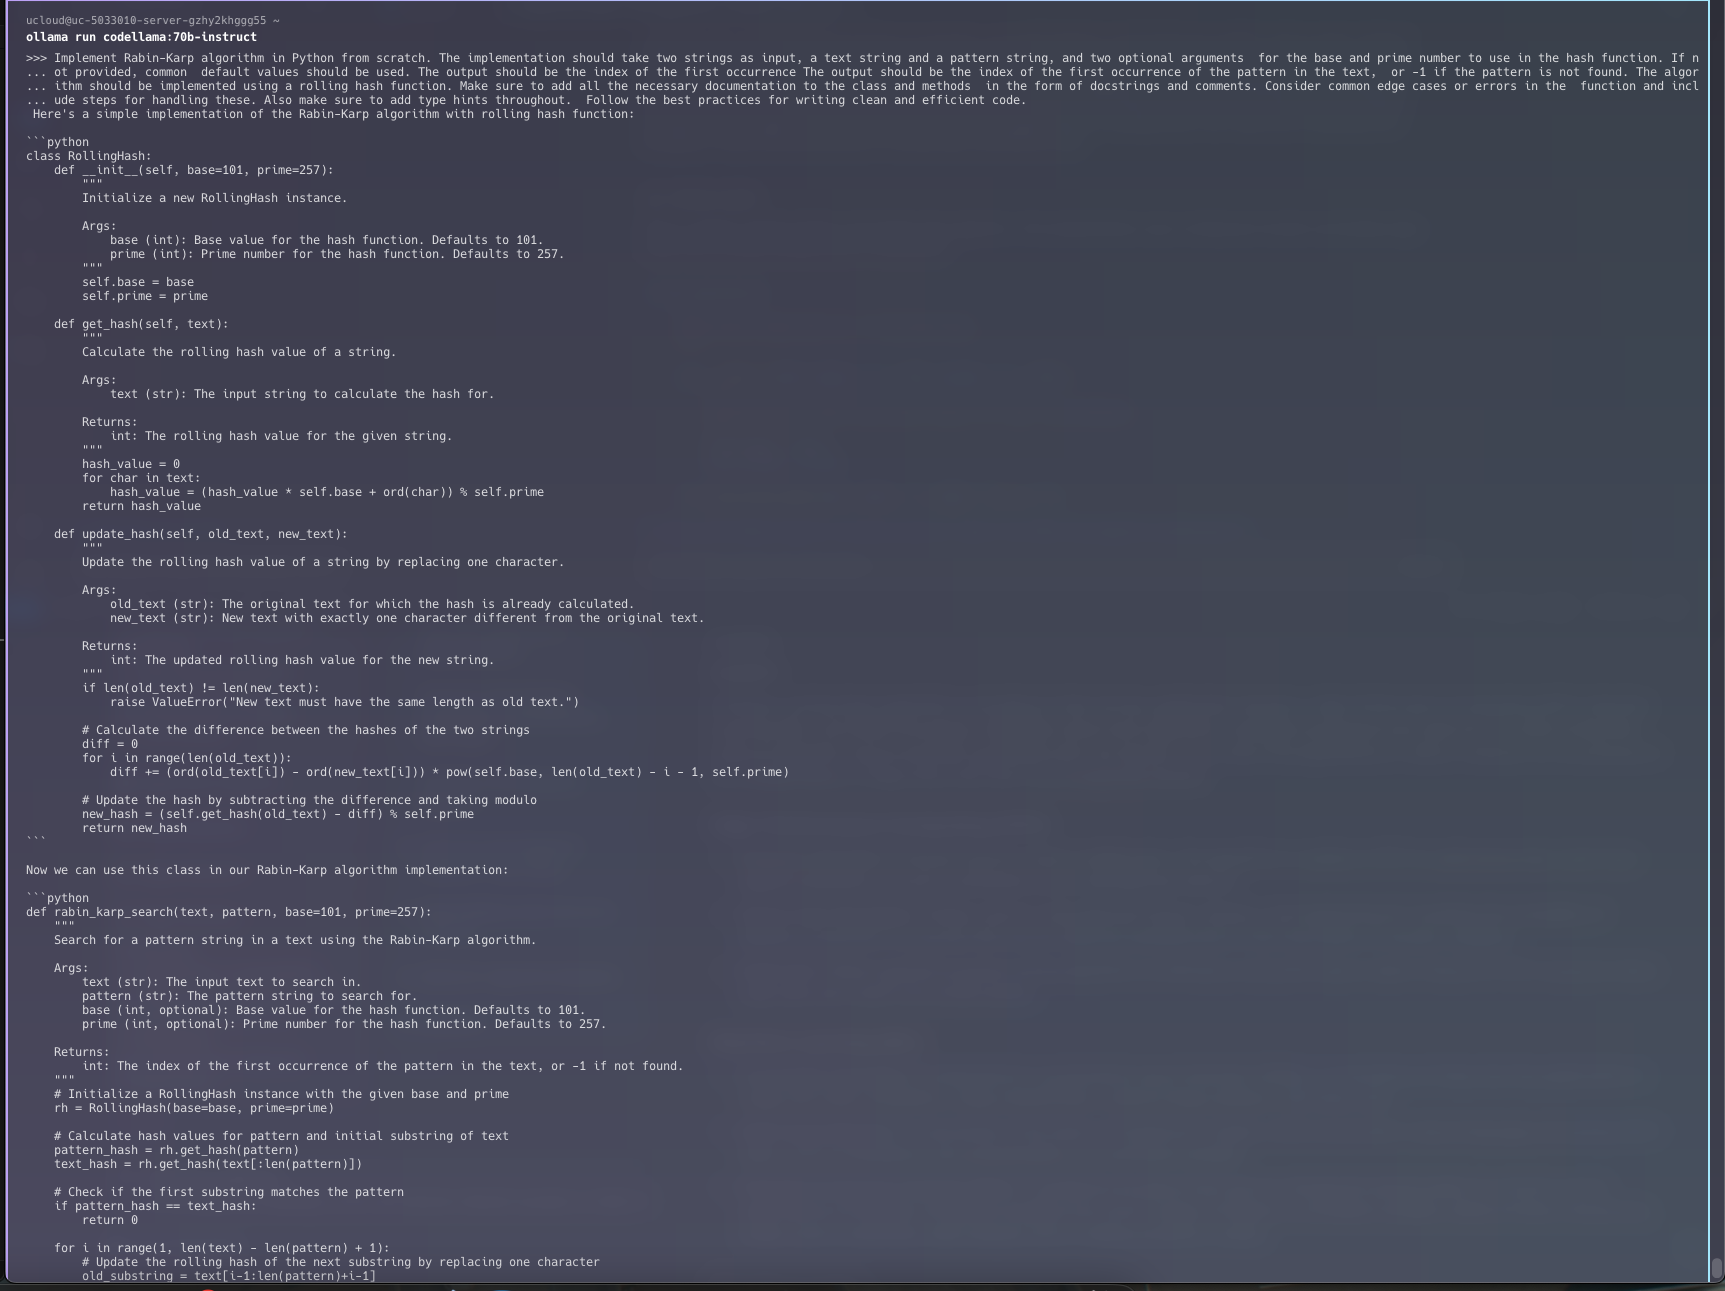 ucloud@uc-5033010-server-gzhy2khggg55 ~
ollama run codellama:70b-instruct
>>> Implement Rabin-Karp algorithm in Python from scratch. The implementation should take two strings as input, a text string and a pattern string, and two optional arguments  for the base and prime number to use in the hash function. If n
... ot provided, common  default values should be used. The output should be the index of the first occurrence The output should be the index of the first occurrence of the pattern in the text,  or -1 if the pattern is not found. The algor
... ithm should be implemented using a rolling hash function. Make sure to add all the necessary documentation to the class and methods  in the form of docstrings and comments. Consider common edge cases or errors in the  function and incl
... ude steps for handling these. Also make sure to add type hints throughout.  Follow the best practices for writing clean and efficient code.
 Here's a simple implementation of the Rabin-Karp algorithm with rolling hash function:

```python
class RollingHash:
    def __init__(self, base=101, prime=257):
        """
        Initialize a new RollingHash instance.

        Args:
            base (int): Base value for the hash function. Defaults to 101.
            prime (int): Prime number for the hash function. Defaults to 257.
        """
        self.base = base
        self.prime = prime

    def get_hash(self, text):
        """
        Calculate the rolling hash value of a string.

        Args:
            text (str): The input string to calculate the hash for.

        Returns:
            int: The rolling hash value for the given string.
        """
        hash_value = 0
        for char in text:
            hash_value = (hash_value * self.base + ord(char)) % self.prime
        return hash_value

    def update_hash(self, old_text, new_text):
        """
        Update the rolling hash value of a string by replacing one character.

        Args:
            old_text (str): The original text for which the hash is already calculated.
            new_text (str): New text with exactly one character different from the original text.

        Returns:
            int: The updated rolling hash value for the new string.
        """
        if len(old_text) != len(new_text):
            raise ValueError("New text must have the same length as old text.")

        # Calculate the difference between the hashes of the two strings
        diff = 0
        for i in range(len(old_text)):
            diff += (ord(old_text[i]) - ord(new_text[i])) * pow(self.base, len(old_text) - i - 1, self.prime)

        # Update the hash by subtracting the difference and taking modulo
        new_hash = (self.get_hash(old_text) - diff) % self.prime
        return new_hash
```

Now we can use this class in our Rabin-Karp algorithm implementation:

```python
def rabin_karp_search(text, pattern, base=101, prime=257):
    """
    Search for a pattern string in a text using the Rabin-Karp algorithm.

    Args:
        text (str): The input text to search in.
        pattern (str): The pattern string to search for.
        base (int, optional): Base value for the hash function. Defaults to 101.
        prime (int, optional): Prime number for the hash function. Defaults to 257.

    Returns:
        int: The index of the first occurrence of the pattern in the text, or -1 if not found.
    """
    # Initialize a RollingHash instance with the given base and prime
    rh = RollingHash(base=base, prime=prime)

    # Calculate hash values for pattern and initial substring of text
    pattern_hash = rh.get_hash(pattern)
    text_hash = rh.get_hash(text[:len(pattern)])

    # Check if the first substring matches the pattern
    if pattern_hash == text_hash:
        return 0

    for i in range(1, len(text) - len(pattern) + 1):
        # Update the rolling hash of the next substring by replacing one character
        old_substring = text[i-1:len(pattern)+i-1]